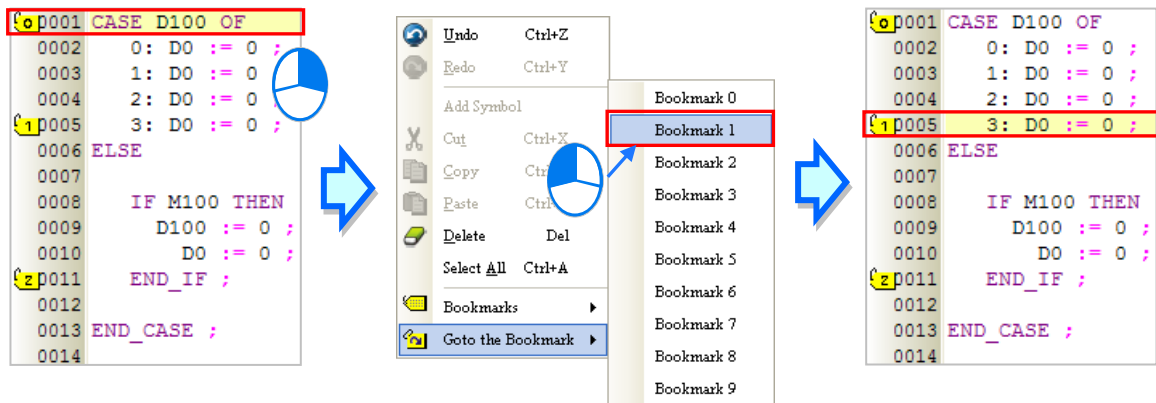 0 0001 CASE D100 OF
0002 0: D0 := 0 ;
0003 1: D0 := 0
0004 2: D0 := 0
1 0005 3: D0 := 0 ;
0006 ELSE
0007
0008 IF M100 THEN
0009 D100 := 0 ;
0010 D0 := 0 ;
2 0011 END_IF ;
0012
0013 END_CASE ;
0014
Undo Ctrl+Z
Redo Ctrl+Y
Add Symbol
Cut Ctrl+X
Copy
Paste
Delete Del
Select All Ctrl+A
Bookmarks
Goto the Bookmark
Bookmark 0
Bookmark 1
Bookmark 2
Bookmark 3
Bookmark 4
Bookmark 5
Bookmark 6
Bookmark 7
Bookmark 8
Bookmark 9
0 0001 CASE D100 OF
0002 0: D0 := 0 ;
0003 1: D0 := 0 ;
0004 2: D0 := 0 ;
1 0005 3: D0 := 0 ;
0006 ELSE
0007
0008 IF M100 THEN
0009 D100 := 0 ;
0010 D0 := 0 ;
2 0011 END_IF ;
0012
0013 END_CASE ;
0014